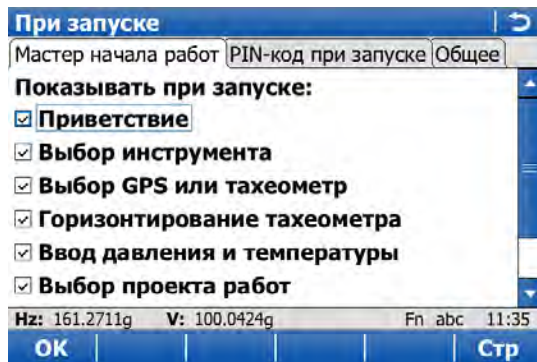 При запуске
Мастер начала работ PIN-код при запуске Общее
Показывать при запуске:
Приветствие
Выбор инструмента
Выбор GPS или тахеометр
Горизонтирование тахеометра
Ввод давления и температуры
Выбор проекта работ
Hz: 161.2711g V: 100.0424g Fn abc 11:35
OK Стр